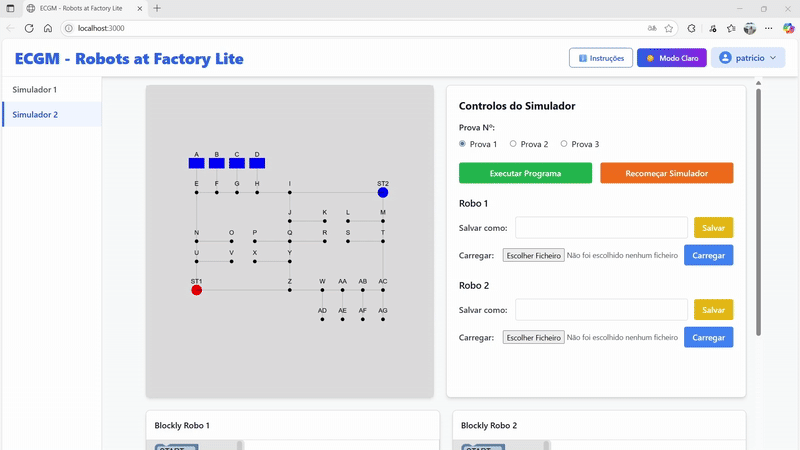 ECGM - Robots at Factory Lite
localhost:3000
ECGM - Robots at Factory Lite
Instruções
Modo Claro
patricio
Simulador 1
Simulador 2
A B C D
E F G H I ST2
J K L M
N O P Q R S T
U V X Y
ST1 Z W AA AB AC
AD AE AF AG
Controlos do Simulador
Prova Nº:
Prova 1 Prova 2 Prova 3
Executar Programa Recomeçar Simulador
Robo 1
Salvar como: Salvar
Carregar: Escolher Ficheiro Não foi escolhido nenhum ficheiro Carregar
Robo 2
Salvar como: Salvar
Carregar: Escolher Ficheiro Não foi escolhido nenhum ficheiro Carregar
Blockly Robo 1 Blockly Robo 2
START START